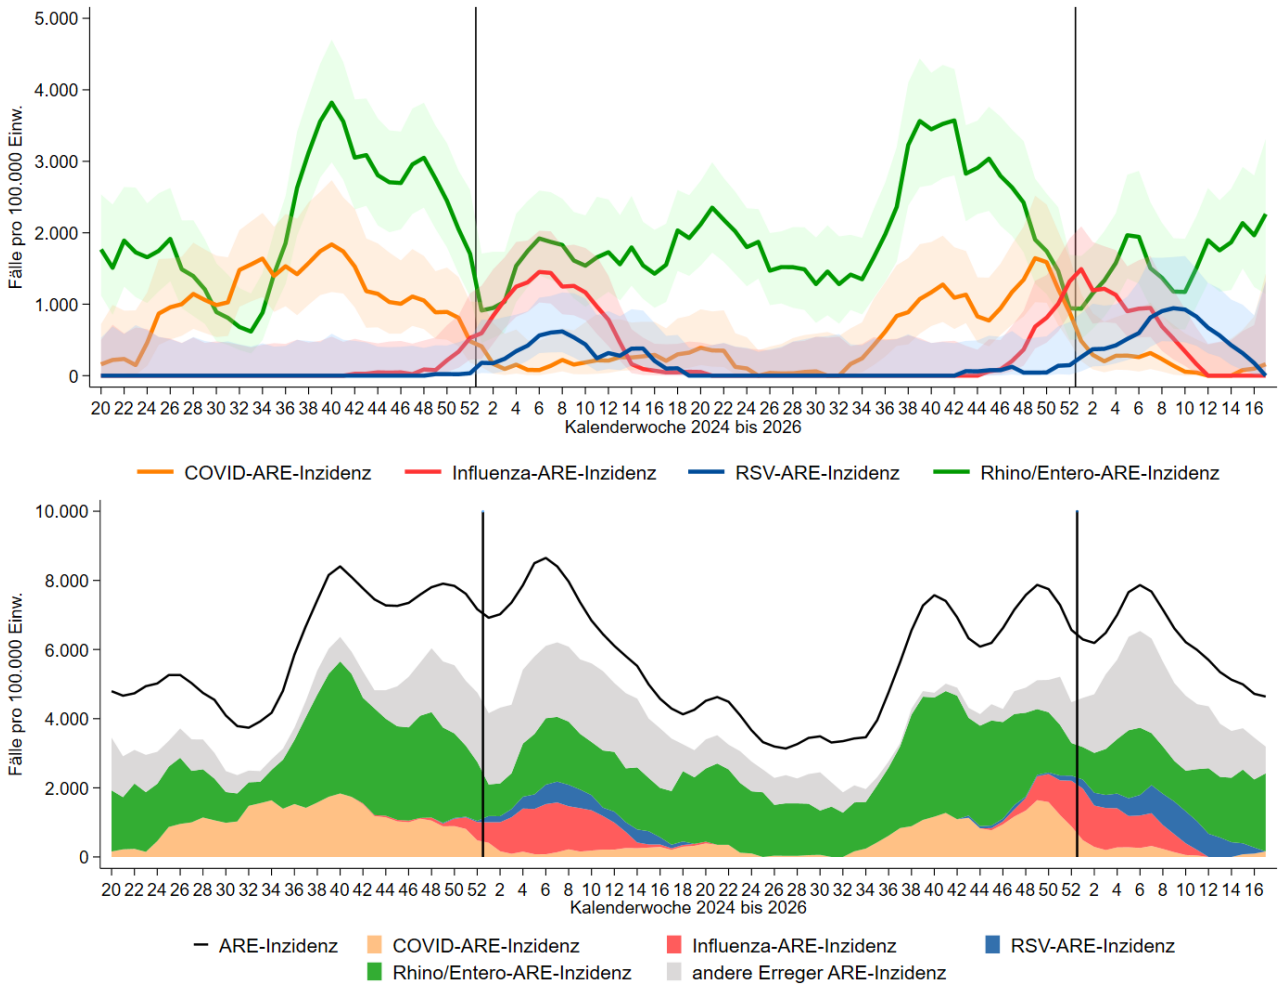 Fälle pro 100.000 Einw.
5.000
4.000
3.000
2.000
1.000
0
20 22 24 26 28 30 32 34 36 38 40 42 44 46 48 50 52 2 4 6 8 10 12 14 16 18 20 22 24 26 28 30 32 34 36 38 40 42 44 46 48 50 52 2 4 6 8 10 12 14 16
Kalenderwoche 2024 bis 2026
COVID-ARE-Inzidenz Influenza-ARE-Inzidenz RSV-ARE-Inzidenz Rhino/Entero-ARE-Inzidenz
Fälle pro 100.000 Einw.
10.000
8.000
6.000
4.000
2.000
0
20 22 24 26 28 30 32 34 36 38 40 42 44 46 48 50 52 2 4 6 8 10 12 14 16 18 20 22 24 26 28 30 32 34 36 38 40 42 44 46 48 50 52 2 4 6 8 10 12 14 16
Kalenderwoche 2024 bis 2026
ARE-Inzidenz COVID-ARE-Inzidenz Influenza-ARE-Inzidenz RSV-ARE-Inzidenz
Rhino/Entero-ARE-Inzidenz andere Erreger ARE-Inzidenz